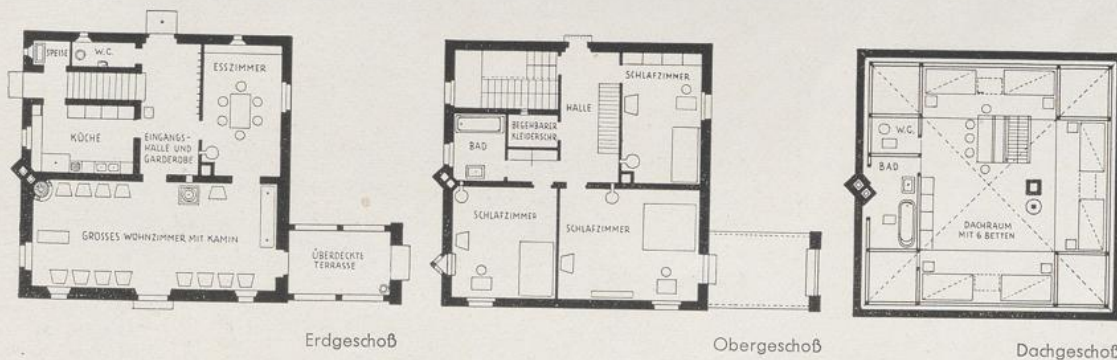 SPEISE
W.C.
ESSZIMMER
KÜCHE
EINGANGS-
HALLE UND
GARDEROBE
GROSSES WOHNZIMMER MIT KAMIN
ÜBERDECKTE
TERRASSE
Erdgeschoß
SCHLAFZIMMER
HALLE
BEGEHBARER
KLEIDERSCHR.
BAD
SCHLAFZIMMER
SCHLAFZIMMER
Obergeschoß
W.C.
BAD
DACHRAUM
MIT 6 BETTEN
Dachgeschoß